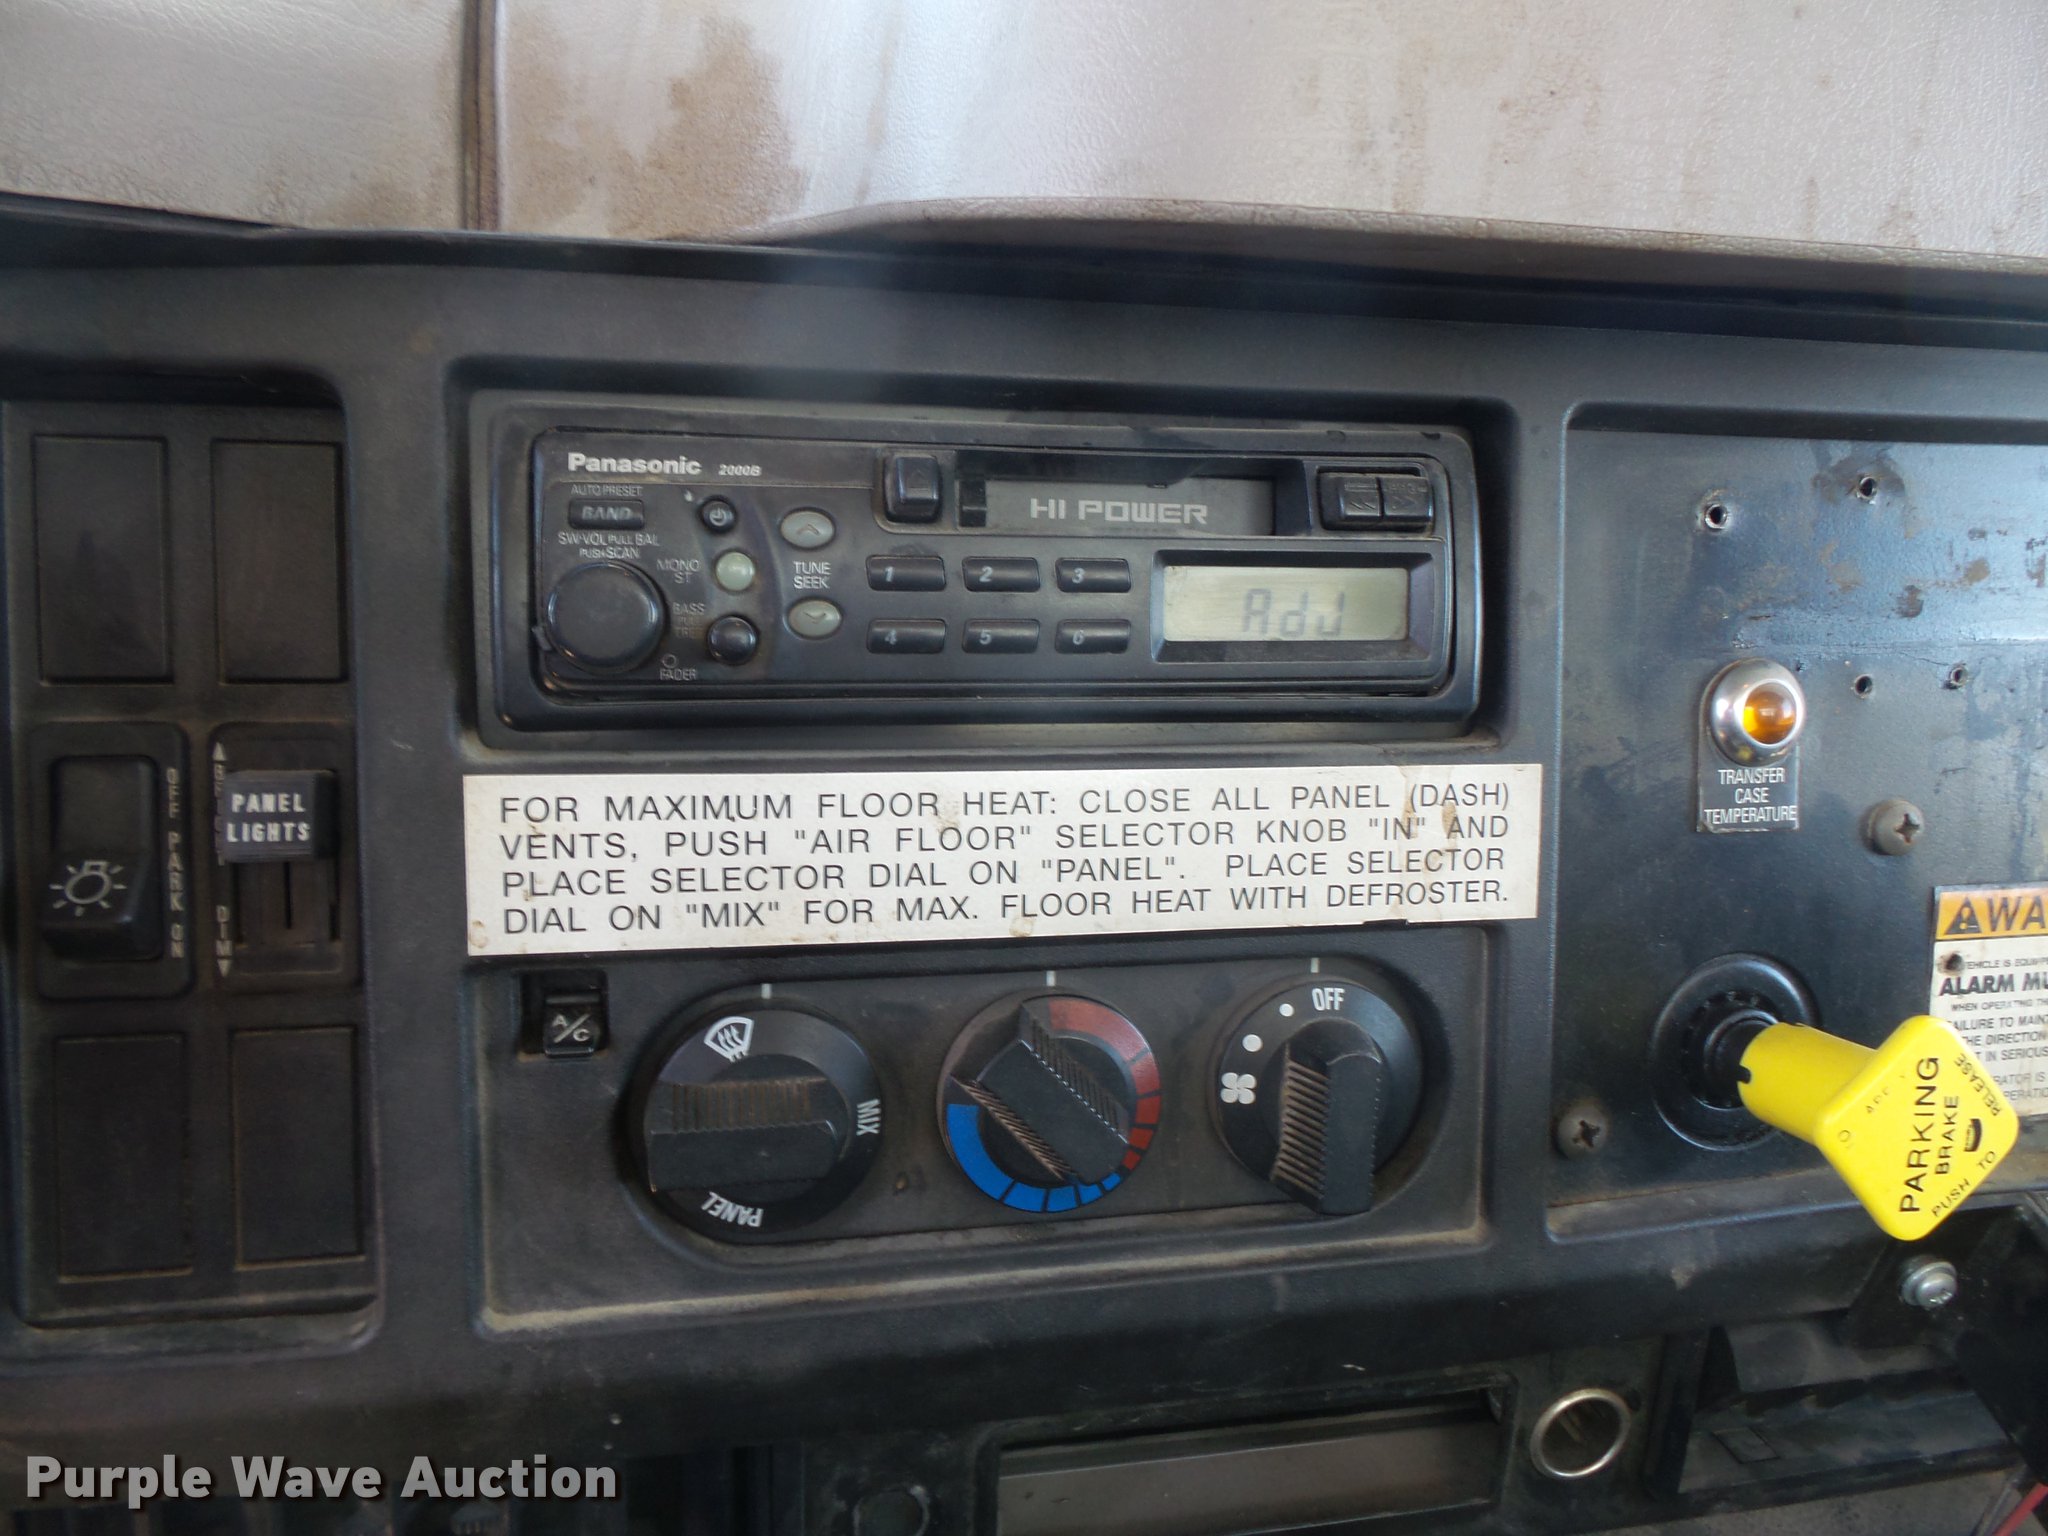 Panasonic 2000B
AUTO PRESET
BAND
SW·VOL PULL BAL
PUSH·SCAN
MONO
ST
BASS
FADER
TUNE
SEEK
HI POWER
1 2 3
4 5 6
Adj
OFF PARK ON
PANEL
LIGHTS
DIM
FOR MAXIMUM FLOOR HEAT: CLOSE ALL PANEL (DASH)
VENTS, PUSH "AIR FLOOR" SELECTOR KNOB "IN" AND
PLACE SELECTOR DIAL ON "PANEL". PLACE SELECTOR
DIAL ON "MIX" FOR MAX. FLOOR HEAT WITH DEFROSTER.
A/C
MIX
PANEL
OFF
TRANSFER
CASE
TEMPERATURE
ALARM
WHEN OPERATING
PARKING
BRAKE
PUSH TO
RELEASE
Purple Wave Auction